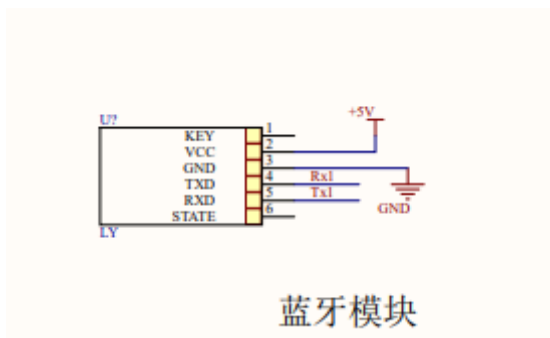 +5V
U?
KEY 1
VCC 2
GND 3
TXD 4 Rx1
RXD 5 Tx1
STATE 6
GND
LY
蓝牙模块